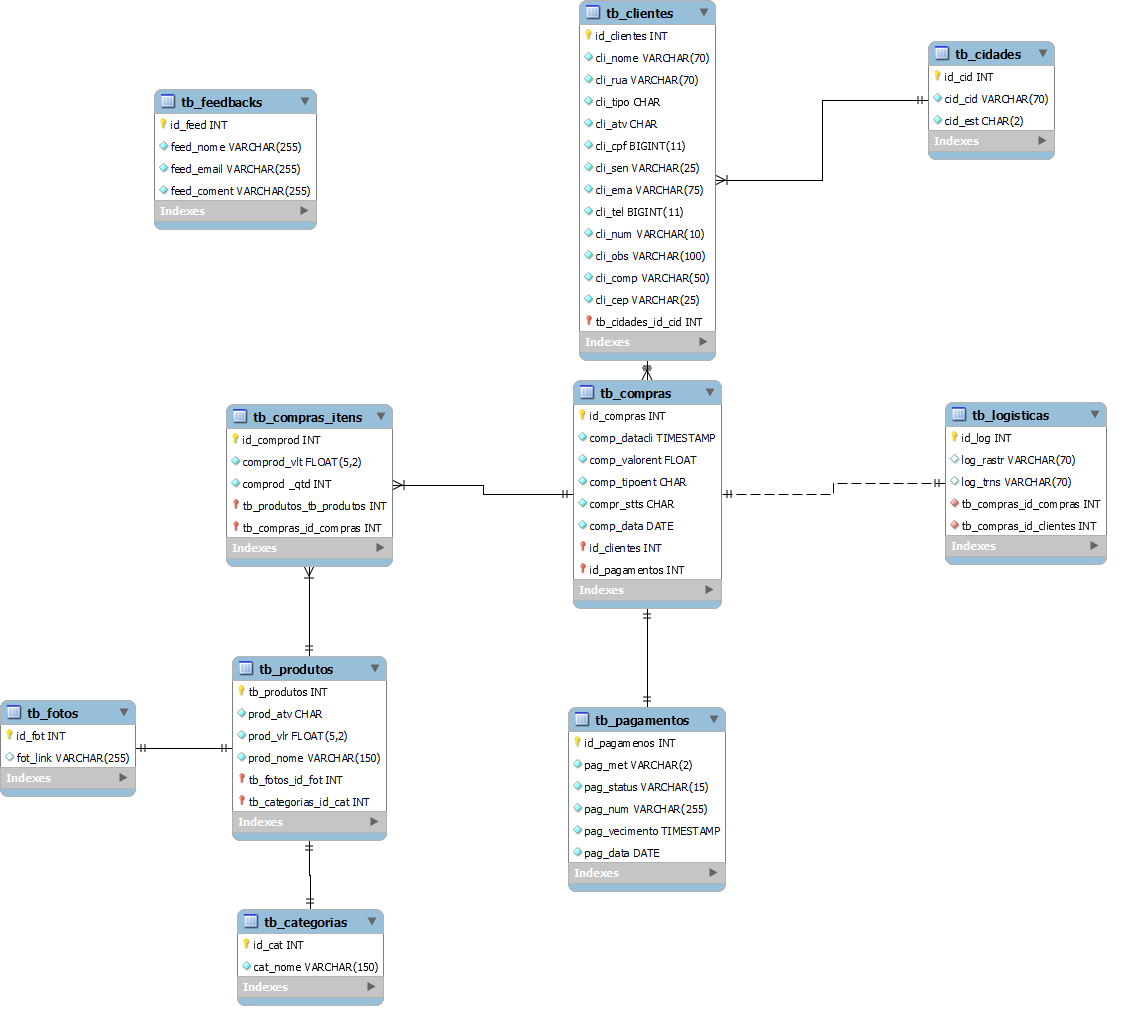 tb_clientes
id_clientes INT
cli_nome VARCHAR(70)
cli_rua VARCHAR(70)
cli_tipo CHAR
cli_atv CHAR
cli_cpf BIGINT(11)
cli_sen VARCHAR(25)
cli_ema VARCHAR(75)
cli_tel BIGINT(11)
cli_num VARCHAR(10)
cli_obs VARCHAR(100)
cli_comp VARCHAR(50)
cli_cep VARCHAR(25)
tb_cidades_id_cid INT
Indexes
tb_cidades
id_cid INT
cid_cid VARCHAR(70)
cid_est CHAR(2)
Indexes
tb_feedbacks
id_feed INT
feed_nome VARCHAR(255)
feed_email VARCHAR(255)
feed_coment VARCHAR(255)
Indexes
tb_compras_itens
id_comprod INT
comprod_vlt FLOAT(5,2)
comprod _qtd INT
tb_produtos_tb_produtos INT
tb_compras_id_compras INT
Indexes
tb_compras
id_compras INT
comp_datacli TIMESTAMP
comp_valorent FLOAT
comp_tipoent CHAR
compr_stts CHAR
comp_data DATE
id_clientes INT
id_pagamentos INT
Indexes
tb_logisticas
id_log INT
log_rastr VARCHAR(70)
log_trns VARCHAR(70)
tb_compras_id_compras INT
tb_compras_id_clientes INT
Indexes
tb_fotos
id_fot INT
fot_link VARCHAR(255)
Indexes
tb_produtos
tb_produtos INT
prod_atv CHAR
prod_vlr FLOAT(5,2)
prod_nome VARCHAR(150)
tb_fotos_id_fot INT
tb_categorias_id_cat INT
Indexes
tb_pagamentos
id_pagamenos INT
pag_met VARCHAR(2)
pag_status VARCHAR(15)
pag_num VARCHAR(255)
pag_vecimento TIMESTAMP
pag_data DATE
Indexes
tb_categorias
id_cat INT
cat_nome VARCHAR(150)
Indexes